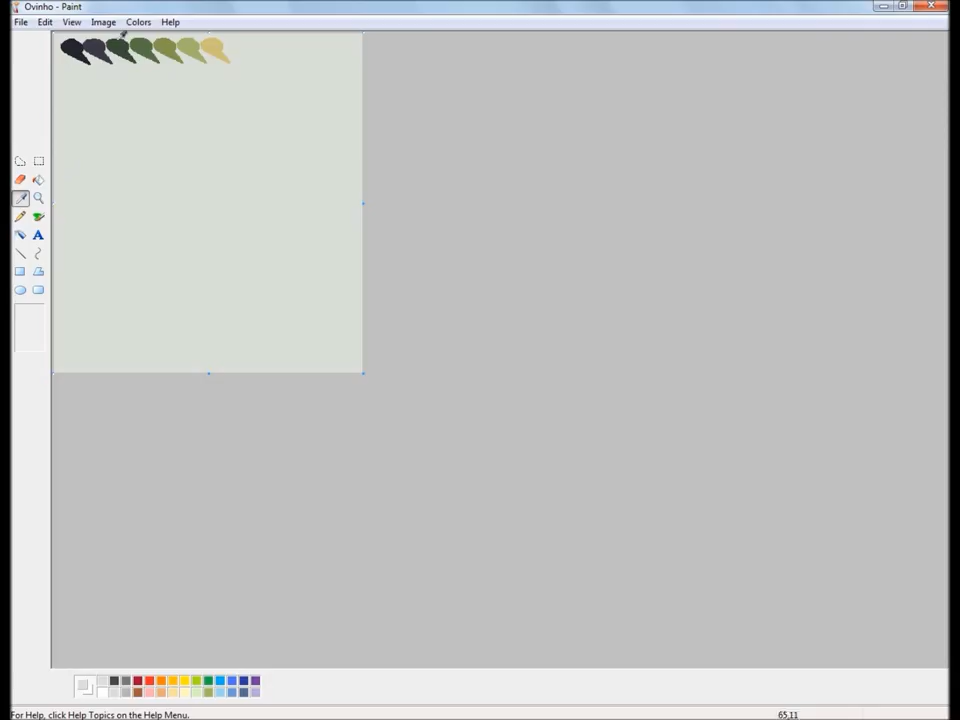 Ovinho - Paint
File Edit View Image Colors Help
A
For Help, click Help Topics on the Help Menu.
65,11